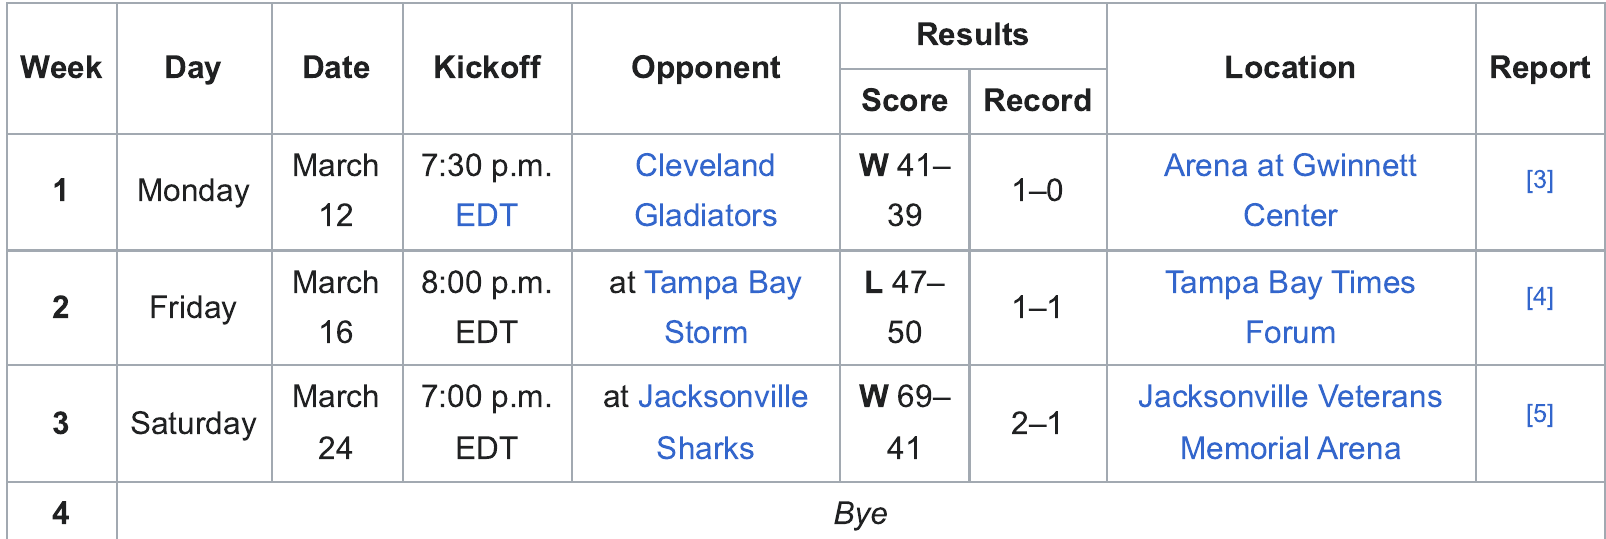 Week Day Date Kickoff Opponent Results Location Report
Score Record
1 Monday March 12 7:30 p.m. EDT Cleveland Gladiators W 41–39 1–0 Arena at Gwinnett Center [3]
2 Friday March 16 8:00 p.m. EDT at Tampa Bay Storm L 47–50 1–1 Tampa Bay Times Forum [4]
3 Saturday March 24 7:00 p.m. EDT at Jacksonville Sharks W 69–41 2–1 Jacksonville Veterans Memorial Arena [5]
4 Bye